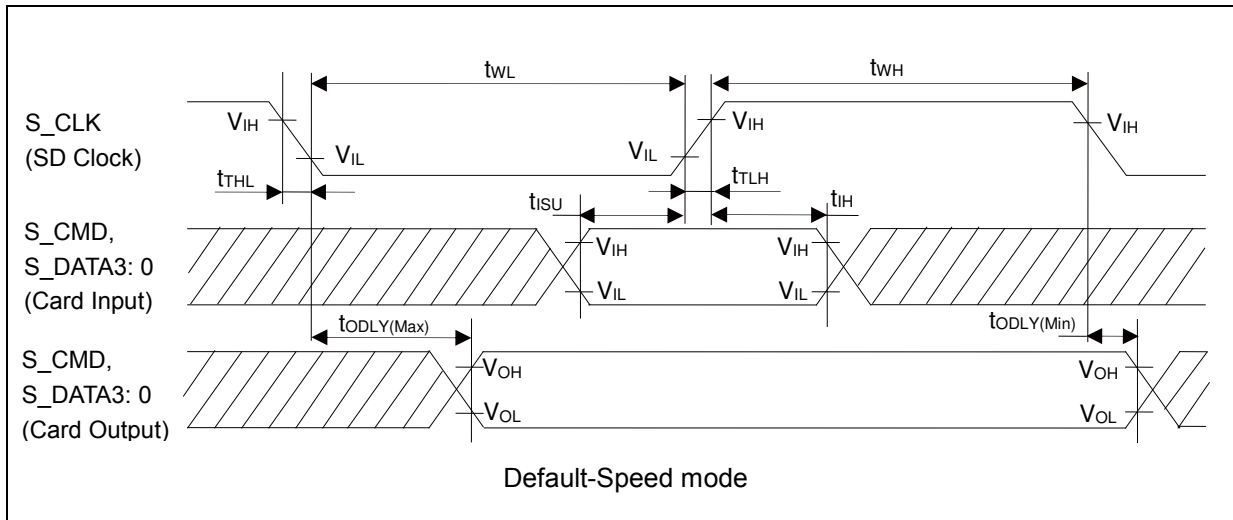 tWL
tWH
S_CLK
(SD Clock)
VIH
VIL
VIL
VIH
VIH
tTHL
tISU
tTLH
tIH
S_CMD,
S_DATA3: 0
(Card Input)
VIH
VIL
VIH
VIL
tODLY(Max)
tODLY(Min)
S_CMD,
S_DATA3: 0
(Card Output)
VOH
VOL
VOH
VOL
Default-Speed mode